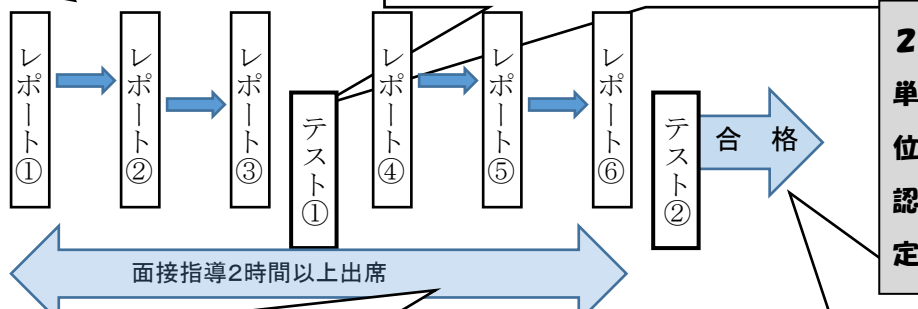 レポート①
レポート②
レポート③
テスト①
レポート④
レポート⑤
レポート⑥
テスト②
合 格
2単位認定
面接指導2時間以上出席